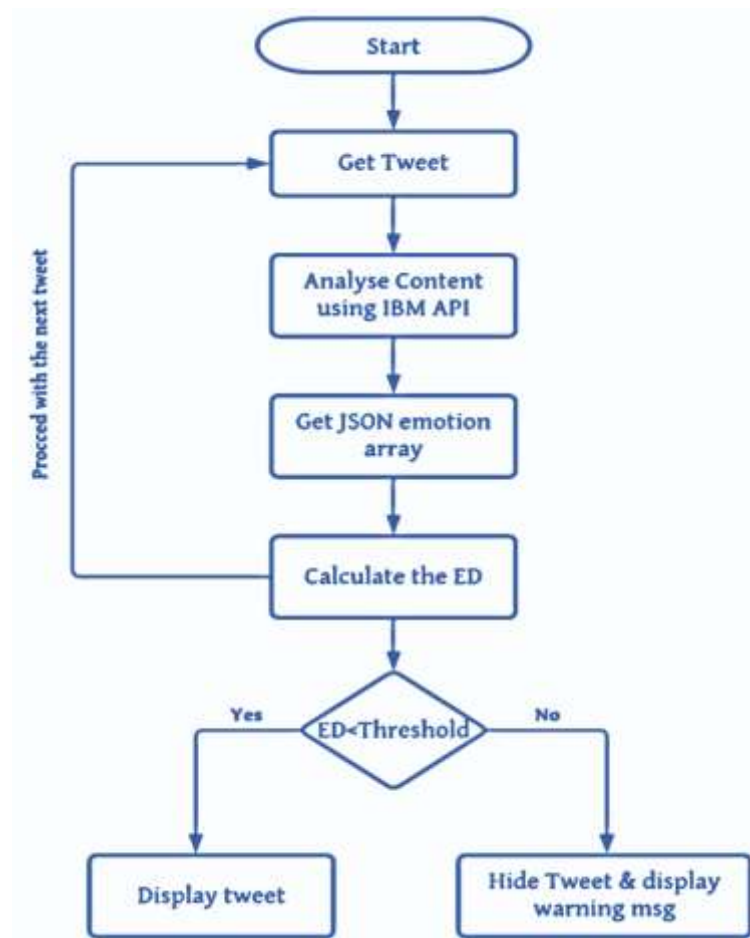 Start
Get Tweet
Analyse Content
using IBM API
Get JSON emotion
array
Procced with the next tweet
Calculate the ED
ED<Threshold
Yes
No
Display tweet
Hide Tweet & display
warning msg